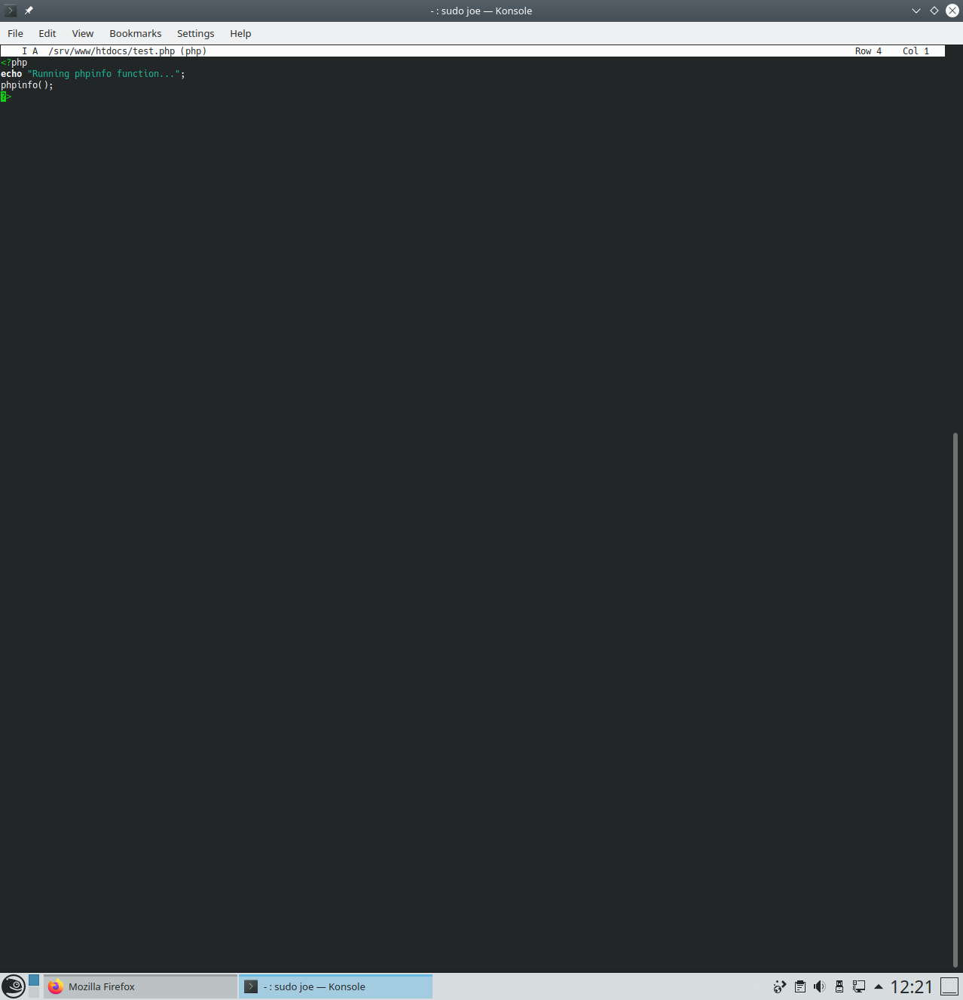 - : sudo joe — Konsole
File Edit View Bookmarks Settings Help
I A /srv/www/htdocs/test.php (php) Row 4 Col 1
<?php
echo "Running phpinfo function...";
phpinfo();
?>
Mozilla Firefox - : sudo joe — Konsole 12:21